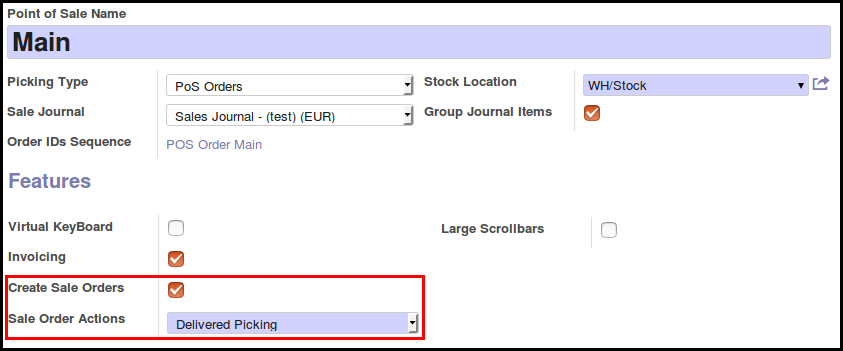 Point of Sale Name
Main
Picking Type PoS Orders Stock Location WH/Stock
Sale Journal Sales Journal - (test) (EUR) Group Journal Items
Order IDs Sequence POS Order Main
Features
Virtual KeyBoard Large Scrollbars
Invoicing
Create Sale Orders
Sale Order Actions Delivered Picking